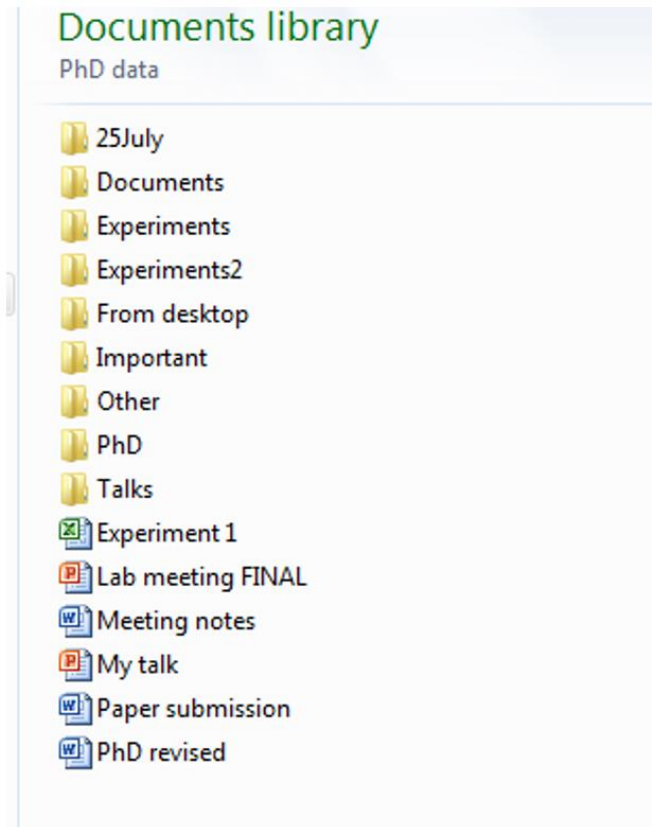 Documents library
PhD data
25July
Documents
Experiments
Experiments2
From desktop
Important
Other
PhD
Talks
Experiment 1
Lab meeting FINAL
Meeting notes
My talk
Paper submission
PhD revised